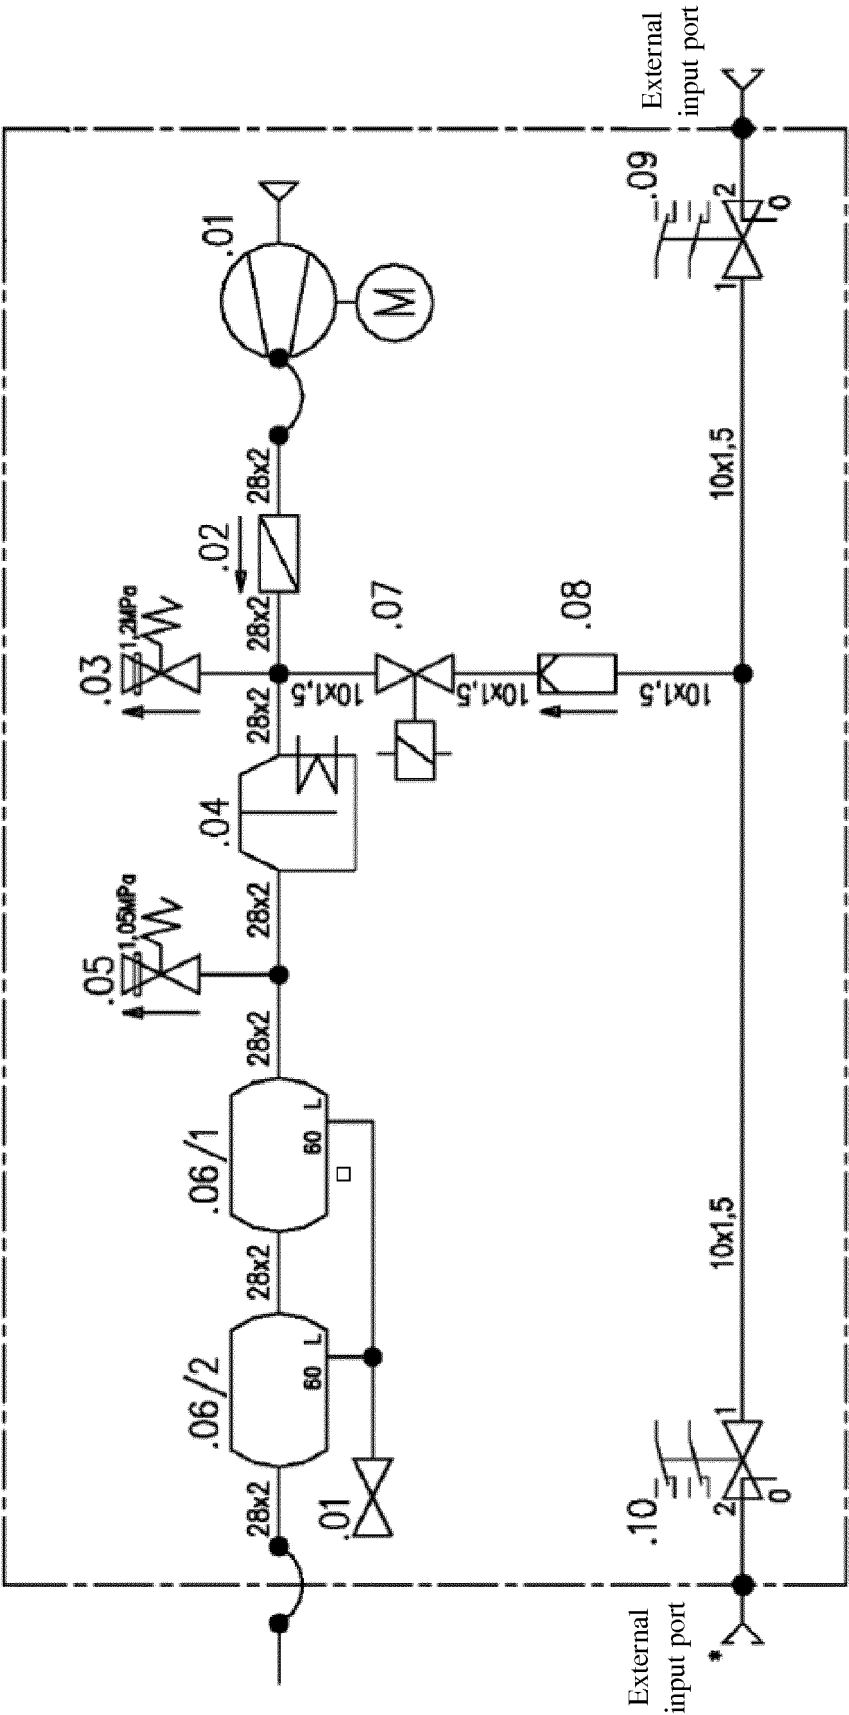 .05
1,05MPa
.03
1,2MPa
.06/2
.06/1
.04
.02
.01
28x2
28x2
28x2
28x2
28x2
28x2
28x2
60 L
60 L
.01
M
10x1,5
.07
10x1,5
.08
10x1,5
External
input port
.10
.09
External
input port
*
2
1
0
10x1,5
10x1,5
1
2
0